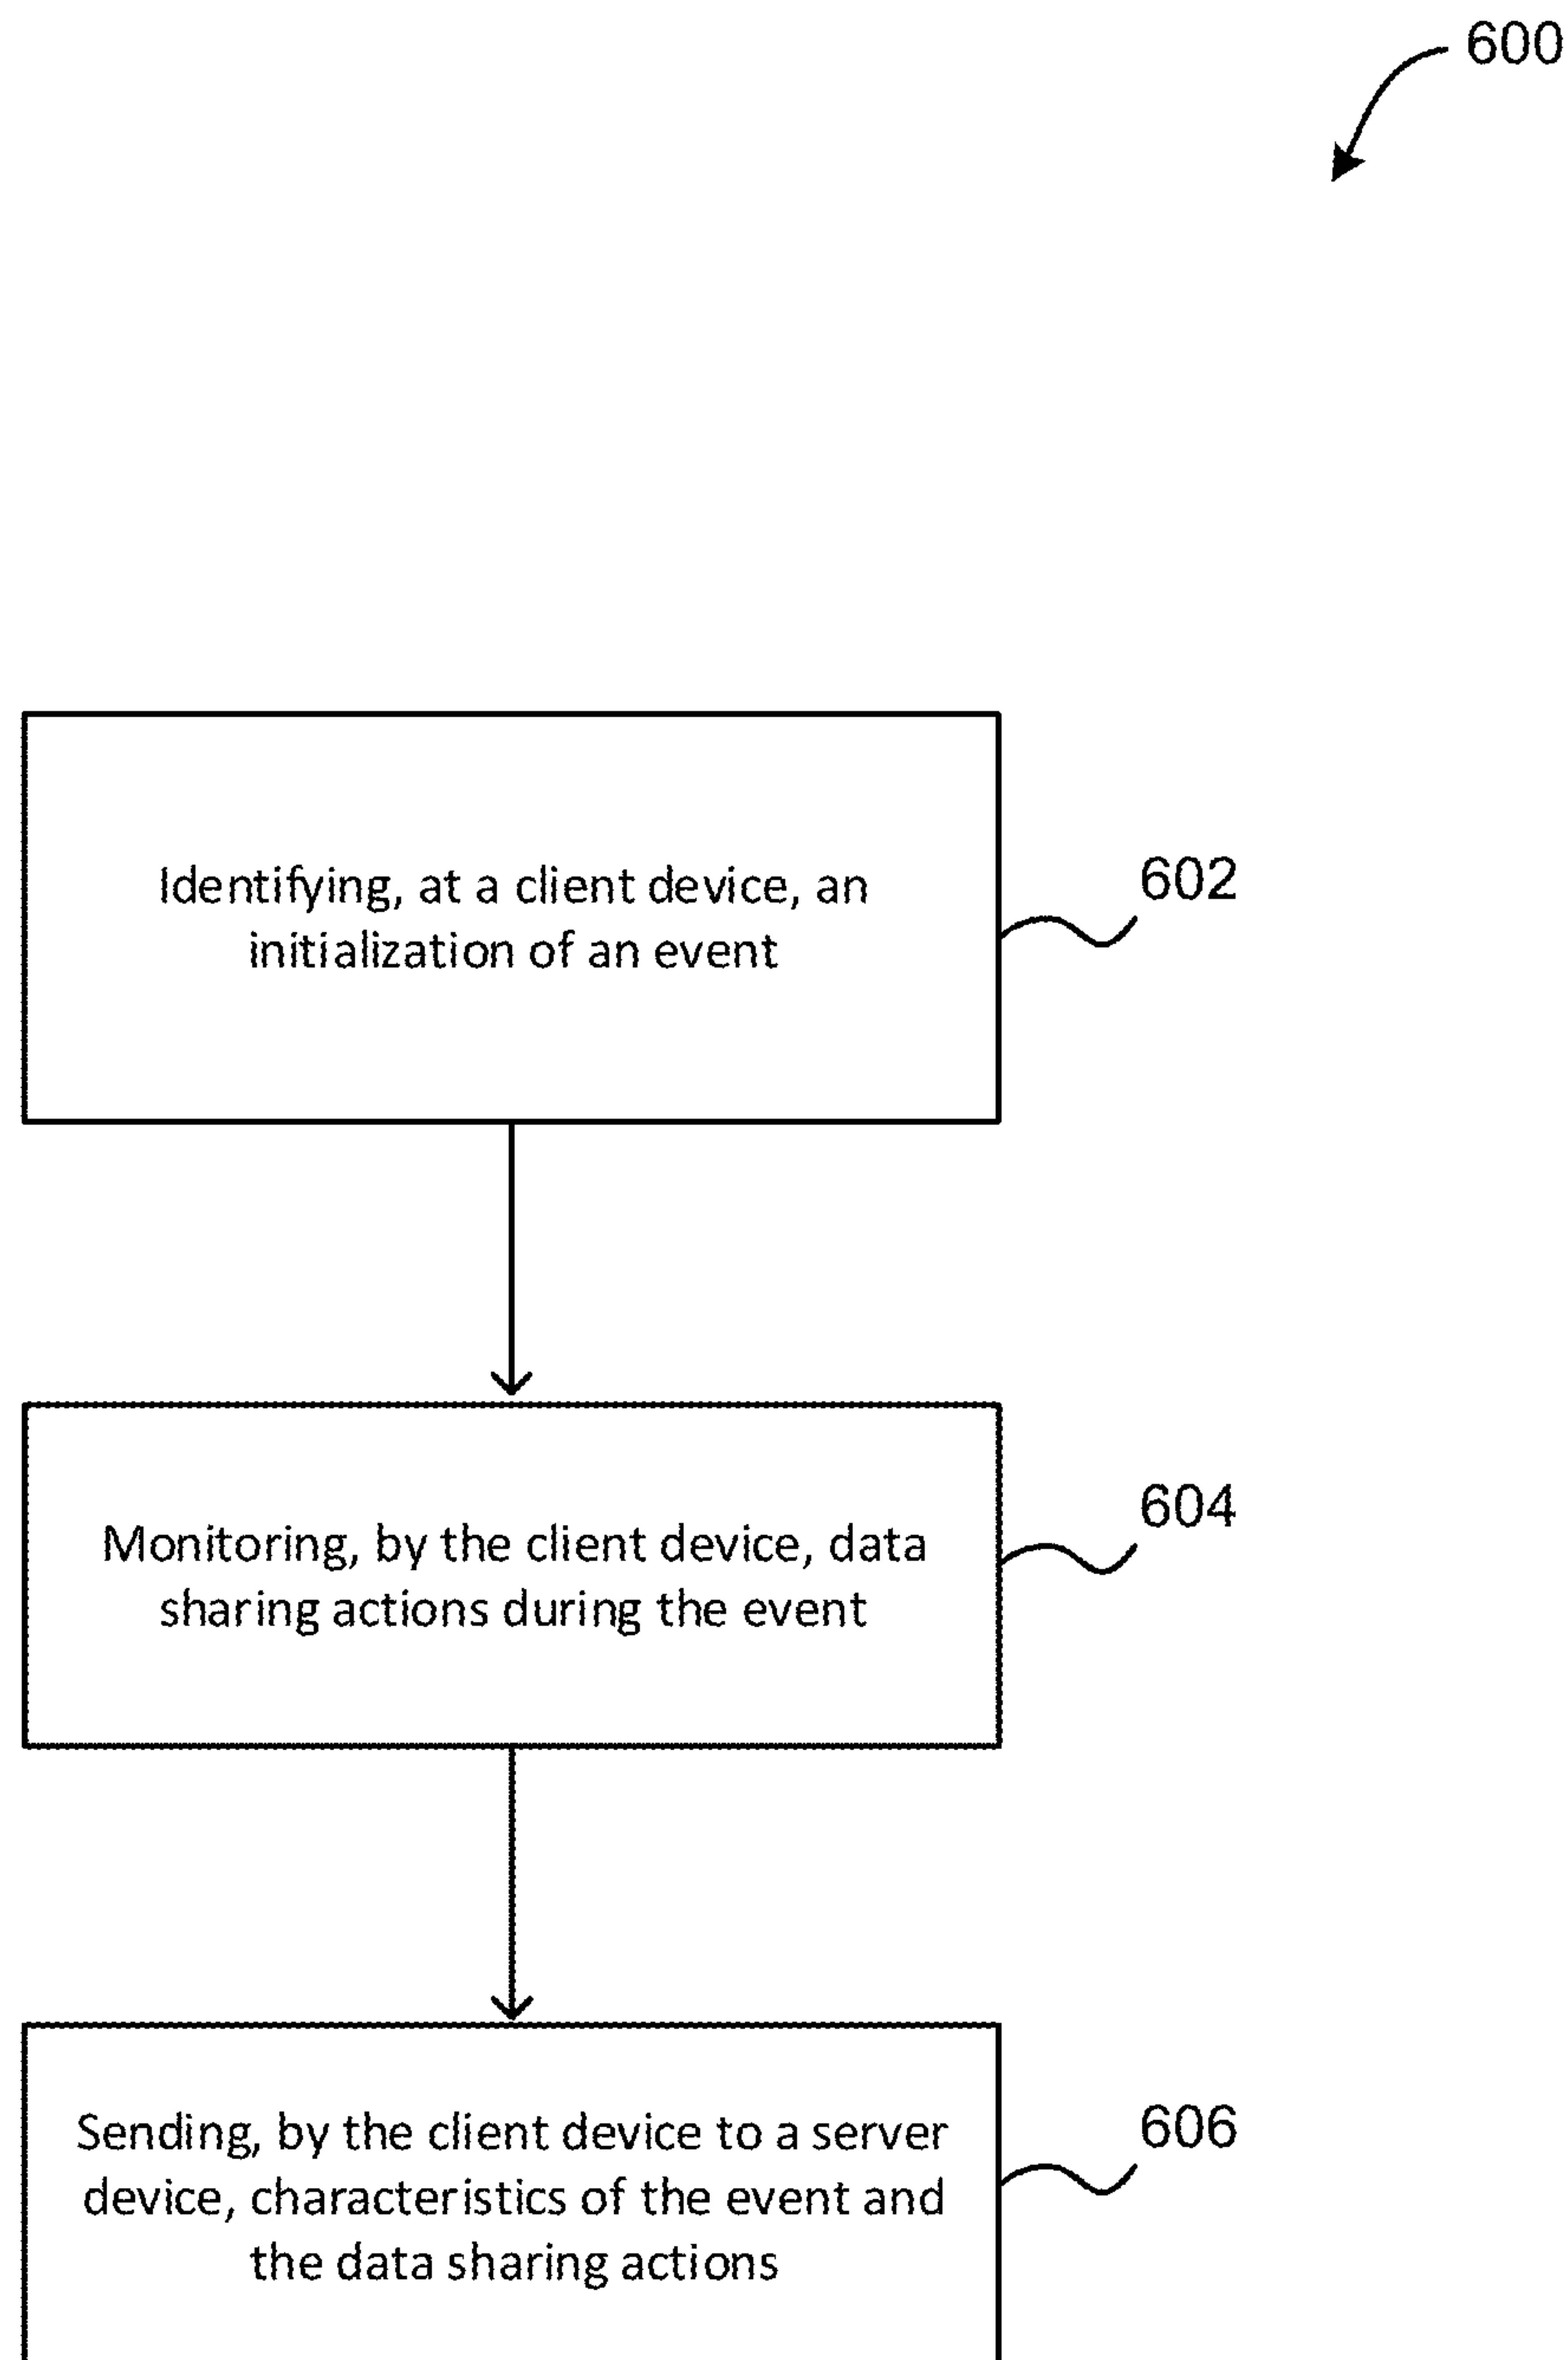 600
Identifying, at a client device, an
initialization of an event
602
Monitoring, by the client device, data
sharing actions during the event
604
Sending, by the client device to a server
device, characteristics of the event and
the data sharing actions
606